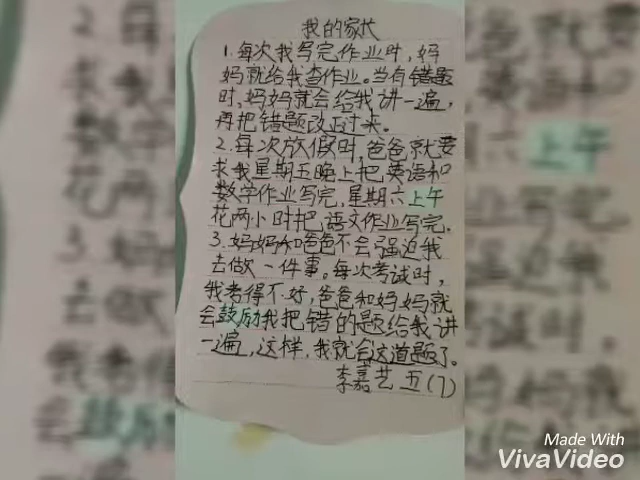 我的家长
1.每次我写完作业时，妈
妈就给我查作业。当有错题
时，妈妈就会给我讲一遍，
再把错题改正过来。
2.每次放假时，爸爸就要
求我星期五晚上把，英语和
数学作业写完，星期六上午
花两小时把语文作业写完。
3.妈妈和爸爸不会强迫我
去做一件事。每次考试时，
我考得不好，爸爸和妈妈就
会鼓励我把错的题给我讲
一遍，这样，我就会这道题了。
李嘉艺 五(7)
Made With
VivaVideo